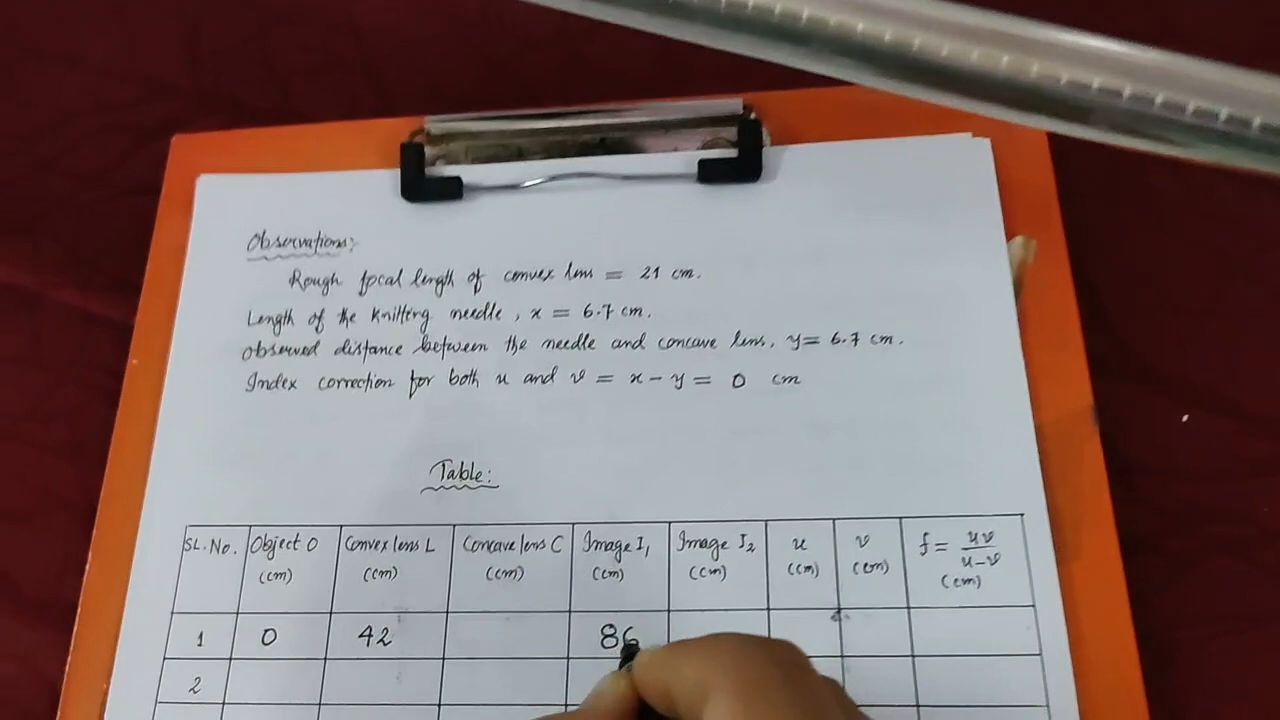 Observations:
Rough focal length of convex lens = 21 cm.
Length of the knitting needle, x = 6.7 cm.
Observed distance between the needle and concave lens, y = 6.7 cm.
Index correction for both u and v = x - y = 0 cm
Table:
SL. No. Object O (cm) Convex lens L (cm) Concave lens C (cm) Image I₁ (cm) Image I₂ (cm) u (cm) v (cm) f = uv/u-v (cm)
1 0 42 86
2